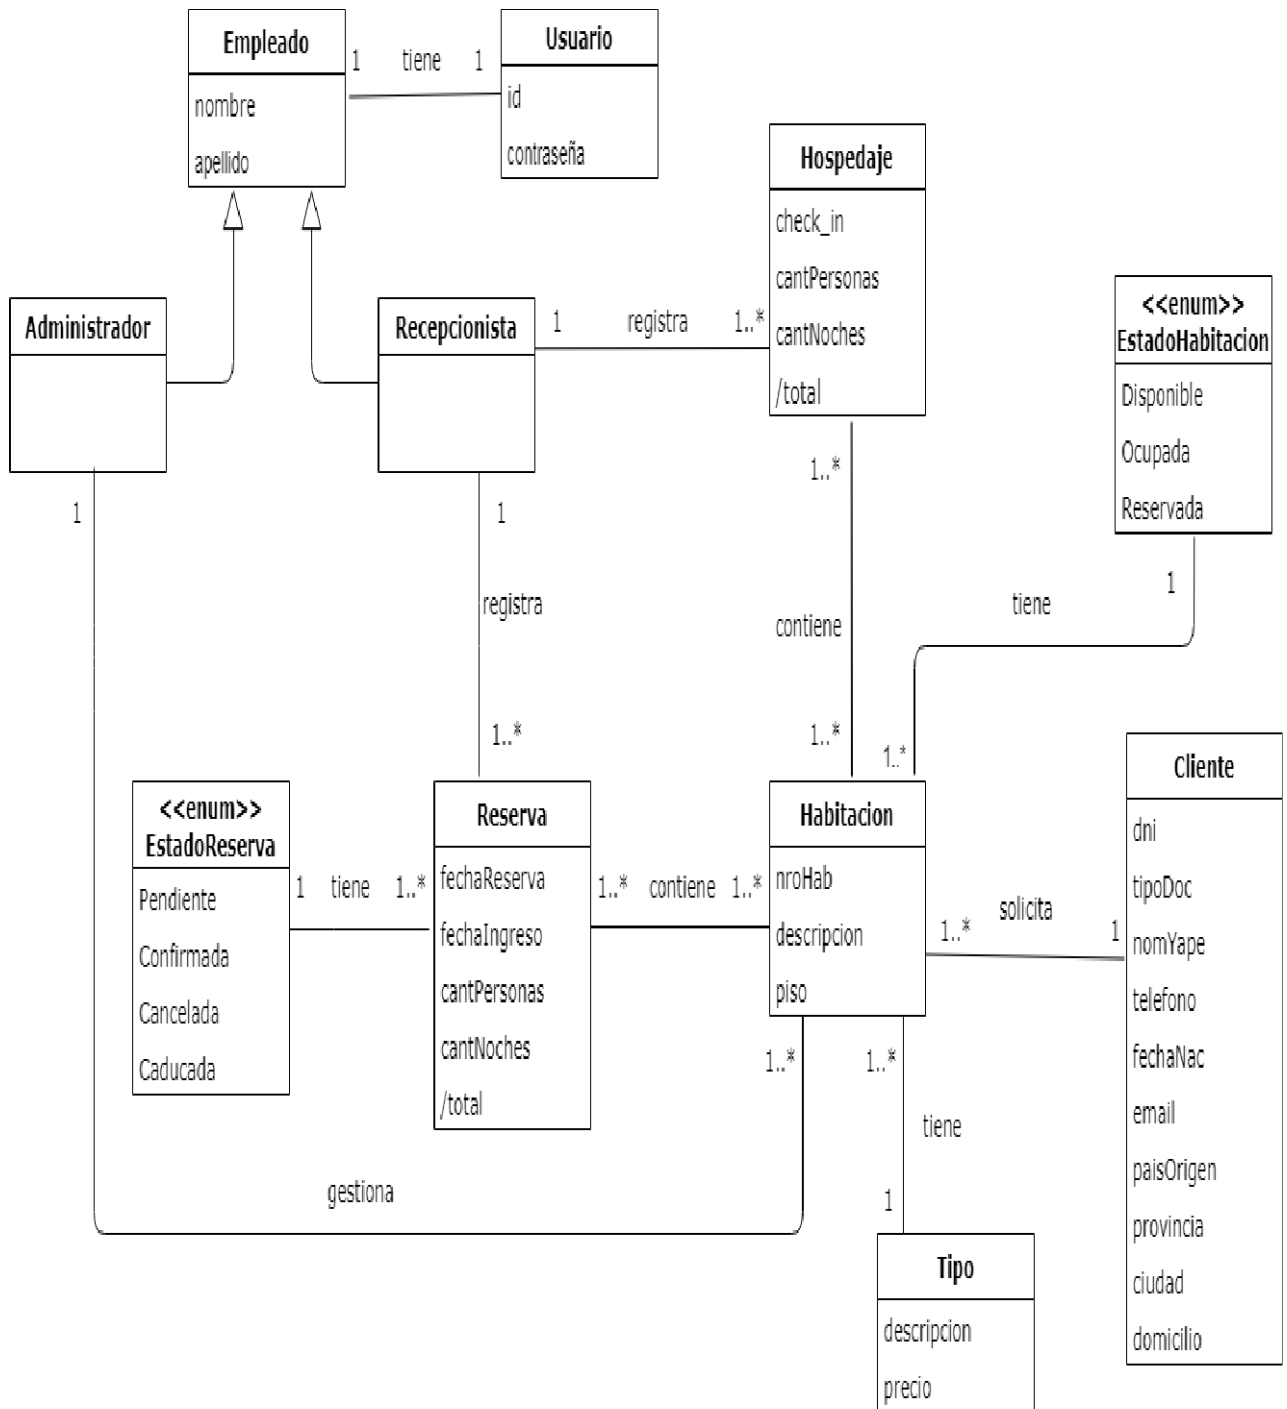 Empleado
nombre
apellido
1 tiene 1
Usuario
id
contraseña
Hospedaje
check_in
cantPersonas
cantNoches
/total
Administrador
Recepcionista
1 registra 1..*
<<enum>>
EstadoHabitacion
Disponible
Ocupada
Reservada
1
1
registra
1..*
1..*
contiene
1..*
1
tiene
1..*
<<enum>>
EstadoReserva
Pendiente
Confirmada
Cancelada
Caducada
1 tiene 1..*
Reserva
fechaReserva
fechaIngreso
cantPersonas
cantNoches
/total
1..* contiene 1..*
Habitacion
nroHab
descripcion
piso
solicita
1..* 1
Cliente
dni
tipoDoc
nomYape
telefono
fechaNac
email
paisOrigen
provincia
ciudad
domicilio
1..*
gestiona
1..*
tiene
1
Tipo
descripcion
precio